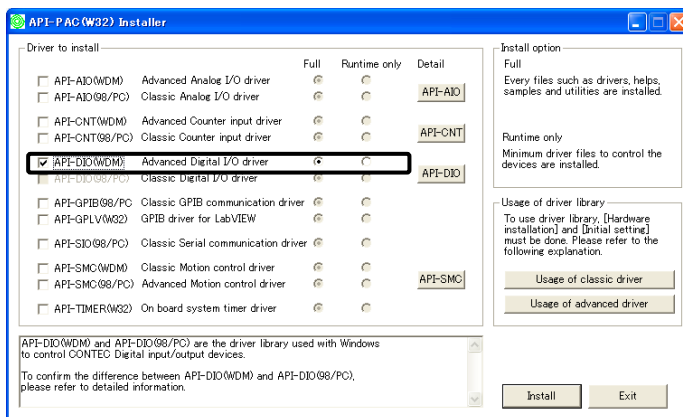 API-PAC(W32) Installer
Driver to install
Full Runtime only Detail
API-AIO(WDM) Advanced Analog I/O driver
API-AIO(98/PC) Classic Analog I/O driver
API-AIO
API-CNT(WDM) Advanced Counter input driver
API-CNT(98/PC) Classic Counter input driver
API-CNT
API-DIO(WDM) Advanced Digital I/O driver
API-DIO(98/PC) Classic Digital I/O driver
API-DIO
API-GPIB(98/PC Classic GPIB communication driver
API-GPLV(W32) GPIB driver for LabVIEW
API-SIO(98/PC) Classic Serial communication driver
API-SMC(WDM) Classic Motion control driver
API-SMC(98/PC) Advanced Motion control driver
API-SMC
API-TIMER(W32) On board system timer driver
Install option
Full
Every files such as drivers, helps,
samples and utilities are installed.
Runtime only
Minimum driver files to control the
devices are installed.
Usage of driver library
To use driver library, [Hardware
installation] and [Initial setting]
must be done. Please refer to the
following explanation.
Usage of classic driver
Usage of advanced driver
API-DIO(WDM) and API-DIO(98/PC) are the driver library used with Windows
to control CONTEC Digital input/output devices.
To confirm the difference between API-DIO(WDM) and API-DIO(98/PC),
please refer to detailed information.
Install
Exit